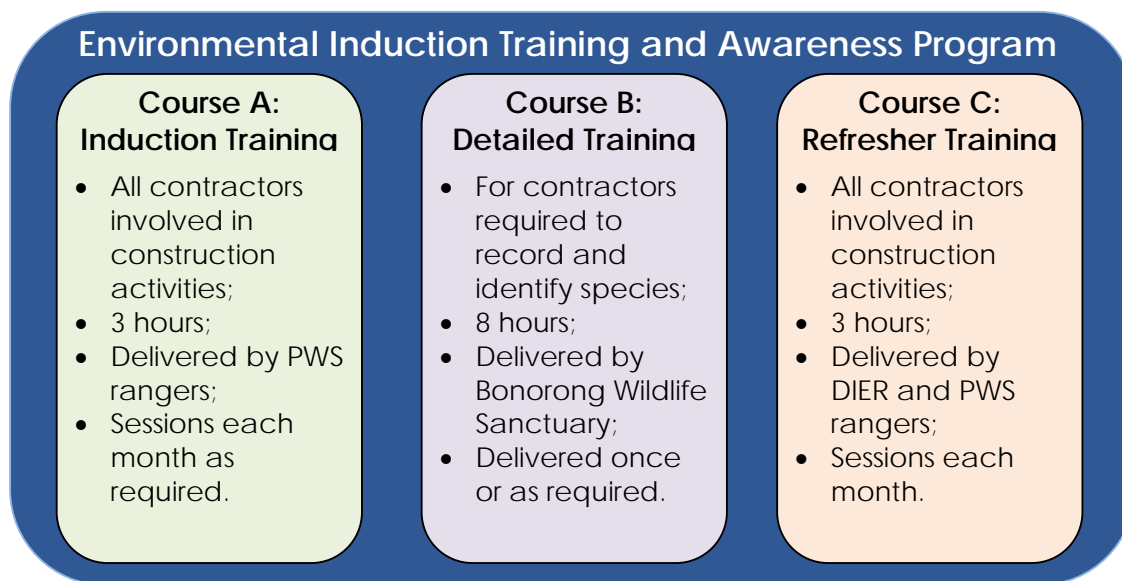 Environmental Induction Training and Awareness Program
Course A:
Induction Training
• All contractors
involved in
construction
activities;
• 3 hours;
• Delivered by PWS
rangers;
• Sessions each
month as
required.
Course B:
Detailed Training
• For contractors
required to
record and
identify species;
• 8 hours;
• Delivered by
Bonorong Wildlife
Sanctuary;
• Delivered once
or as required.
Course C:
Refresher Training
• All contractors
involved in
construction
activities;
• 3 hours;
• Delivered by
DIER and PWS
rangers;
• Sessions each
month.